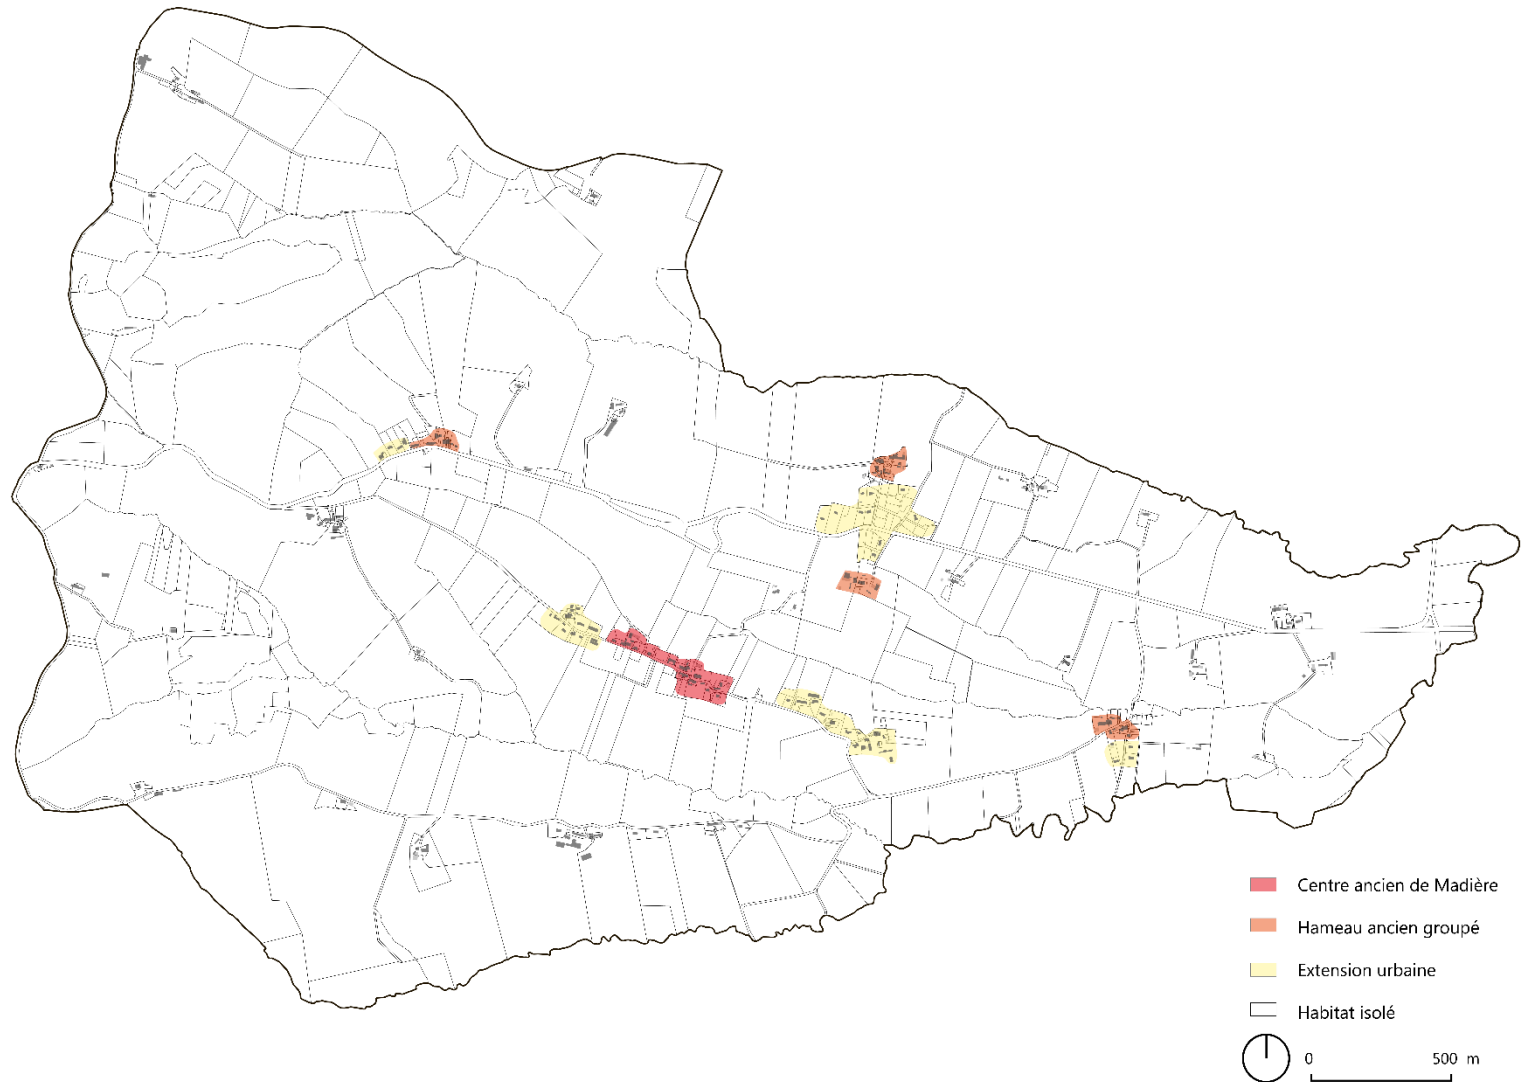 Centre ancien de Madière
Hameau ancien groupé
Extension urbaine
Habitat isolé
0 500 m